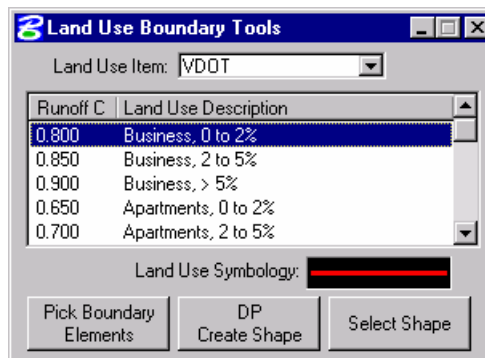 Land Use Boundary Tools
Land Use Item: VDOT
Runoff C Land Use Description
0.800 Business, 0 to 2%
0.850 Business, 2 to 5%
0.900 Business, > 5%
0.650 Apartments, 0 to 2%
0.700 Apartments, 2 to 5%
Land Use Symbology:
Pick Boundary
Elements
DP
Create Shape
Select Shape